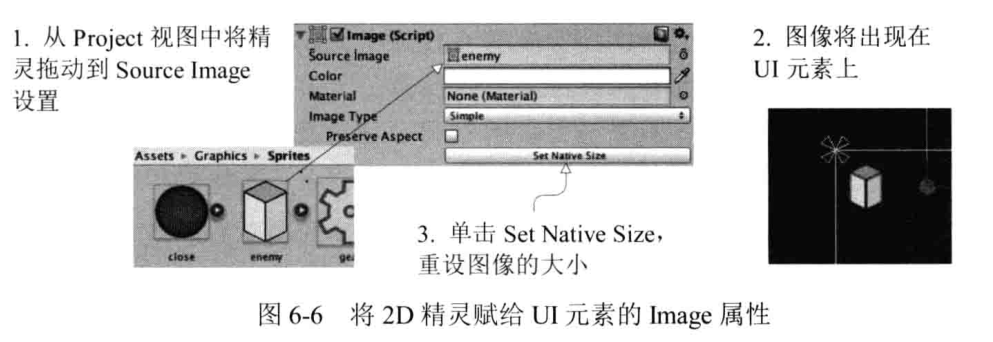 1. 从 Project 视图中将精
灵拖动到 Source Image
设置
Image (Script)
Source Image
enemy
Color
Material
None (Material)
Image Type
Simple
Preserve Aspect
Set Native Size
Assets ▸ Graphics ▸ Sprites
close
enemy
gea
2. 图像将出现在
UI 元素上
3. 单击 Set Native Size，
重设图像的大小
图 6-6 将 2D 精灵赋给 UI 元素的 Image 属性